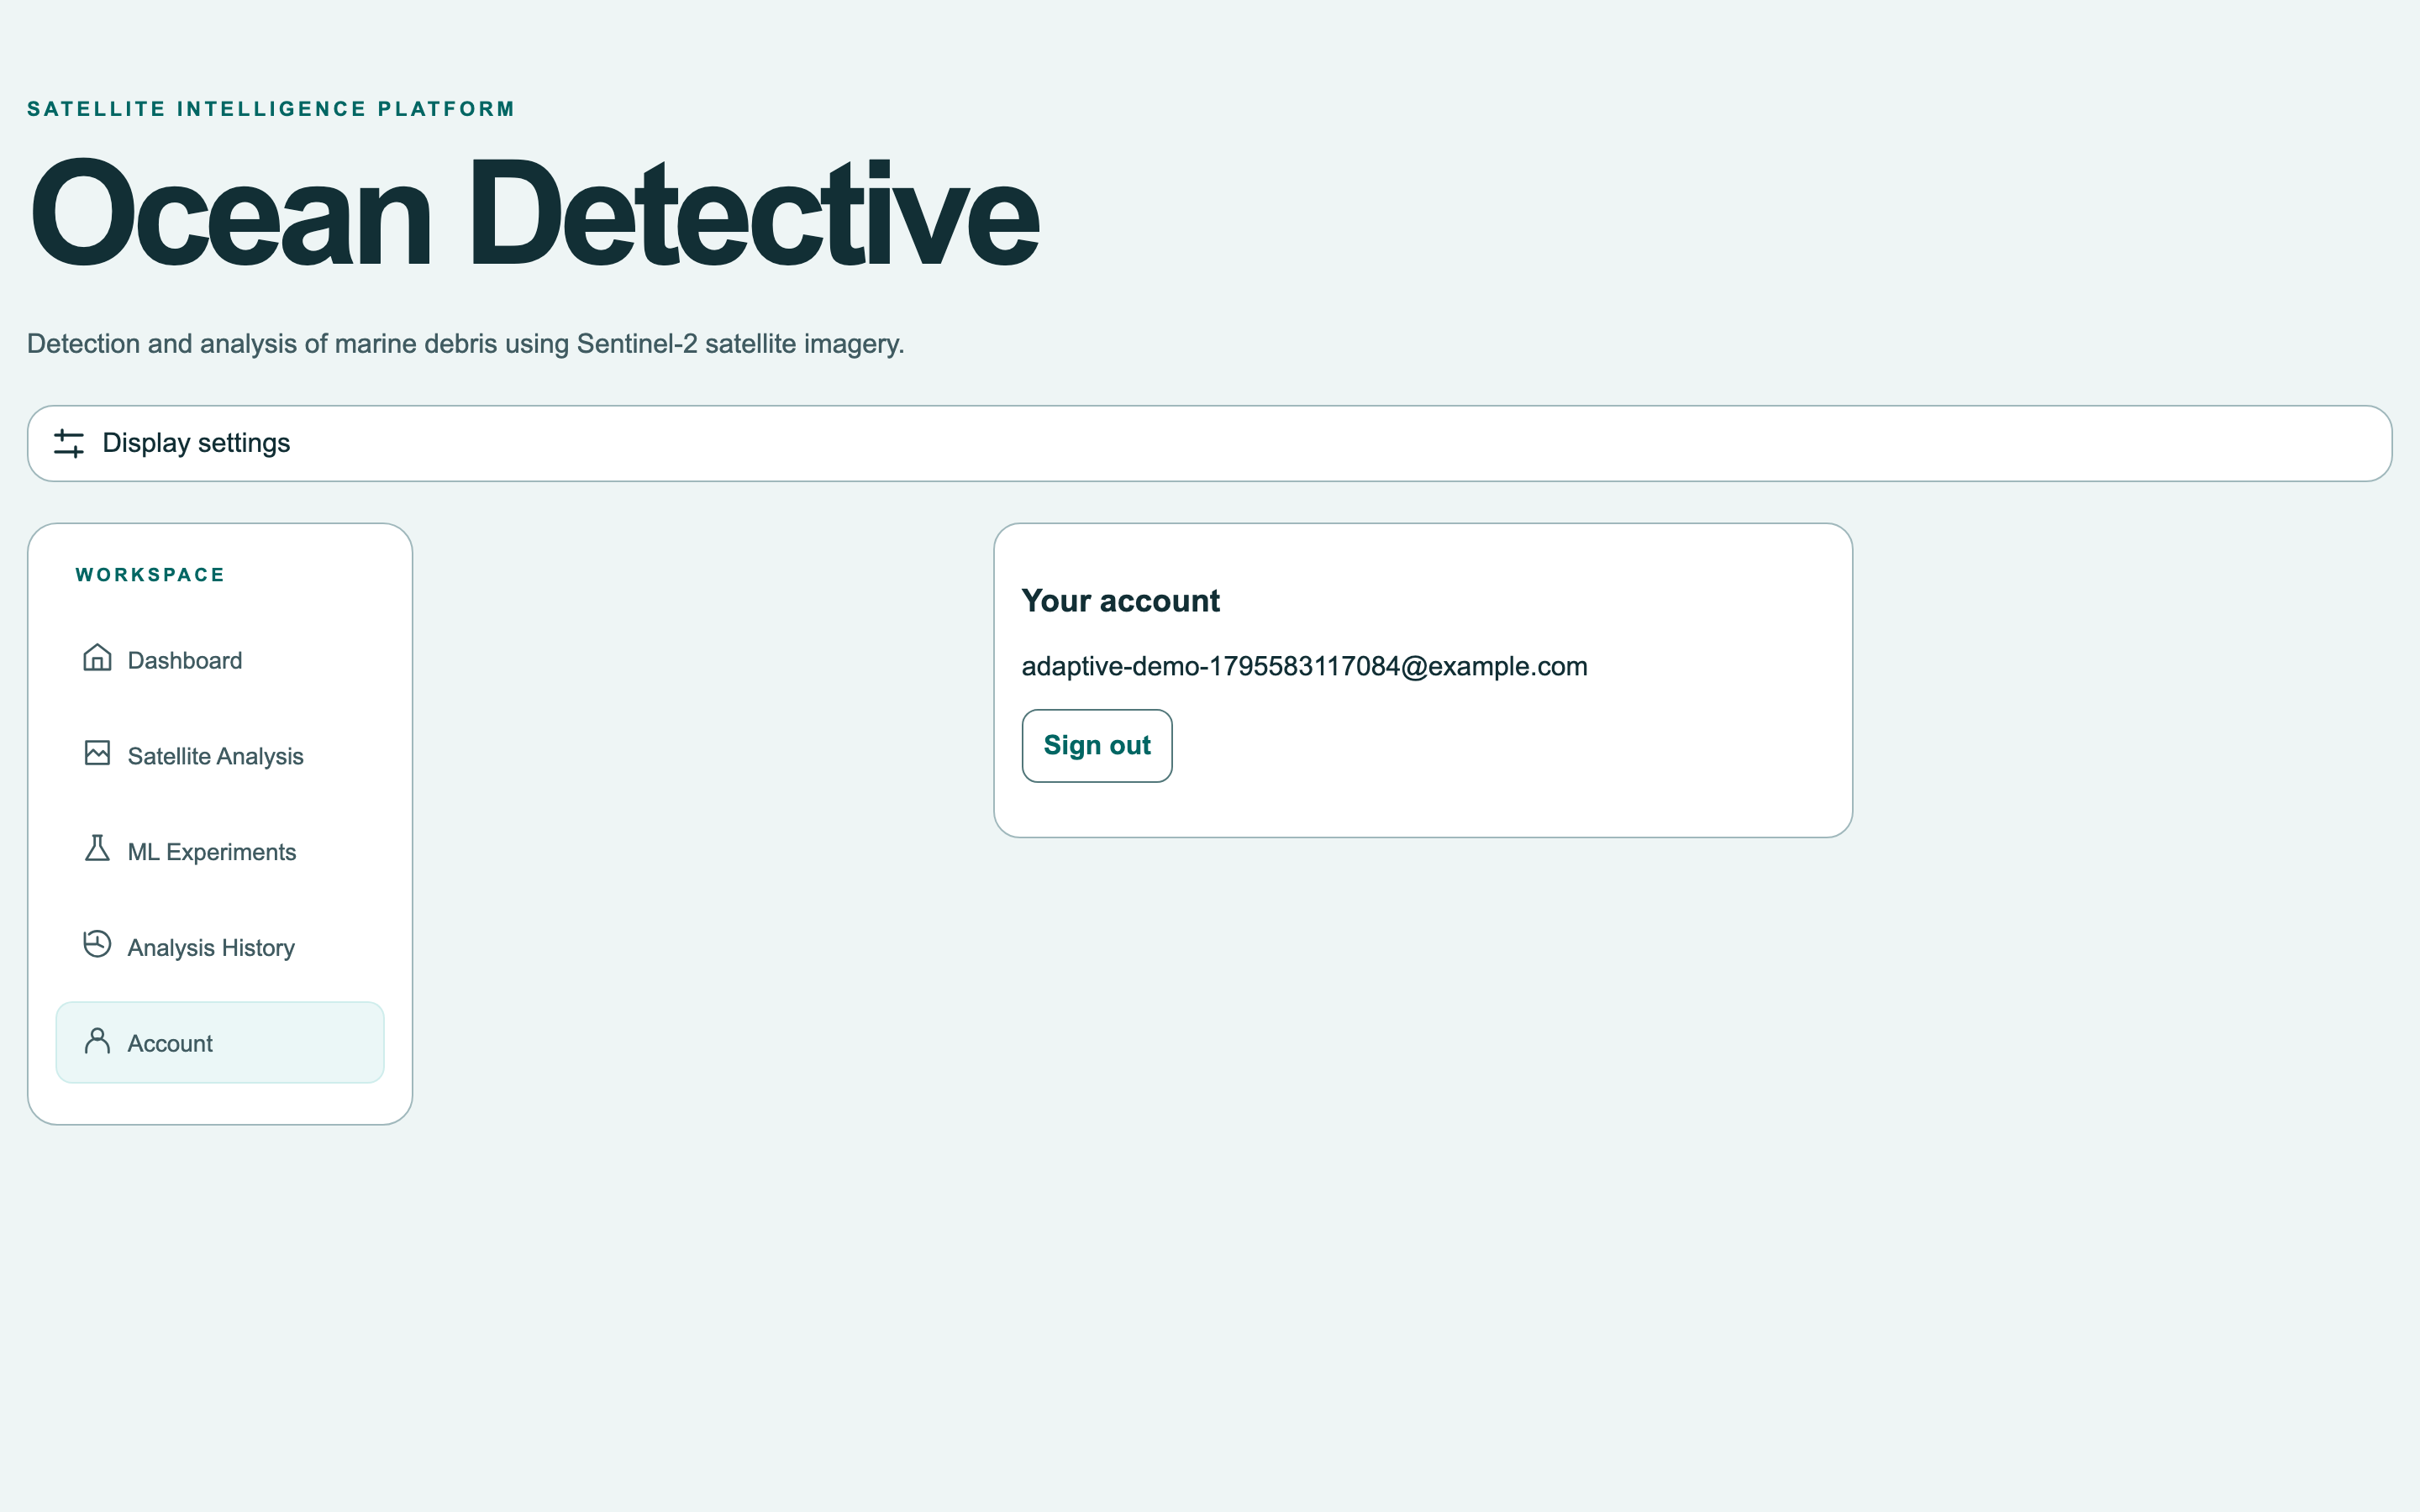 SATELLITE INTELLIGENCE PLATFORM
Ocean Detective
Detection and analysis of marine debris using Sentinel-2 satellite imagery.
Display settings
WORKSPACE
Dashboard
Satellite Analysis
ML Experiments
Analysis History
Account
Your account
adaptive-demo-1795583117084@example.com
Sign out